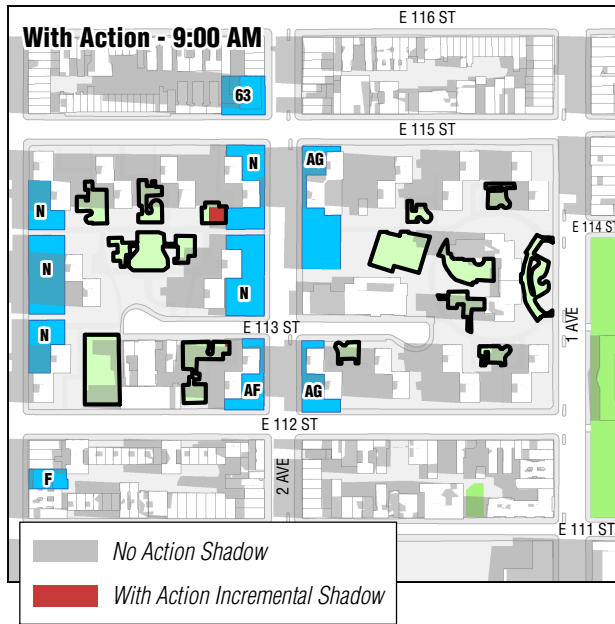 With Action - 9:00 AM
E 116 ST
63
E 115 ST
N
AG
N
E 114 ST
N
N
1 AVE
E 113 ST
N
AF
AG
E 112 ST
F
2 AVE
E 111 ST
No Action Shadow
With Action Incremental Shadow